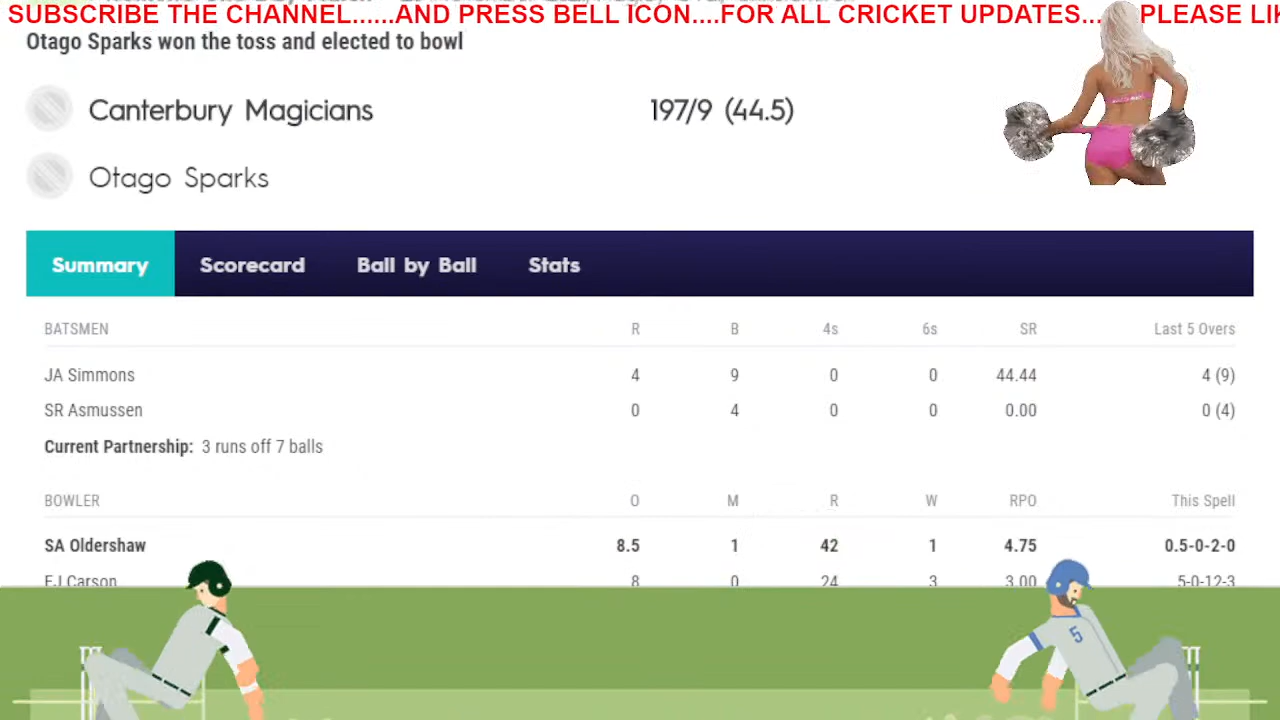 SUBSCRIBE THE CHANNEL......AND PRESS BELL ICON....FOR ALL CRICKET UPDATES... PLEASE LI
Otago Sparks won the toss and elected to bowl
Canterbury Magicians 197/9 (44.5)
Otago Sparks
Summary Scorecard Ball by Ball Stats
BATSMEN R B 4s 6s SR Last 5 Overs
JA Simmons 4 9 0 0 44.44 4 (9)
SR Asmussen 0 4 0 0 0.00 0 (4)
Current Partnership: 3 runs off 7 balls
BOWLER O M R W RPO This Spell
SA Oldershaw 8.5 1 42 1 4.75 0.5-0-2-0
EJ Carson 8 0 24 3 3.00 5-0-12-3
5